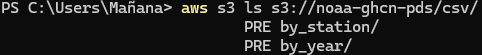 PS C:\Users\Mañana> aws s3 ls s3://noaa-ghcn-pds/csv/
PRE by_station/
PRE by_year/